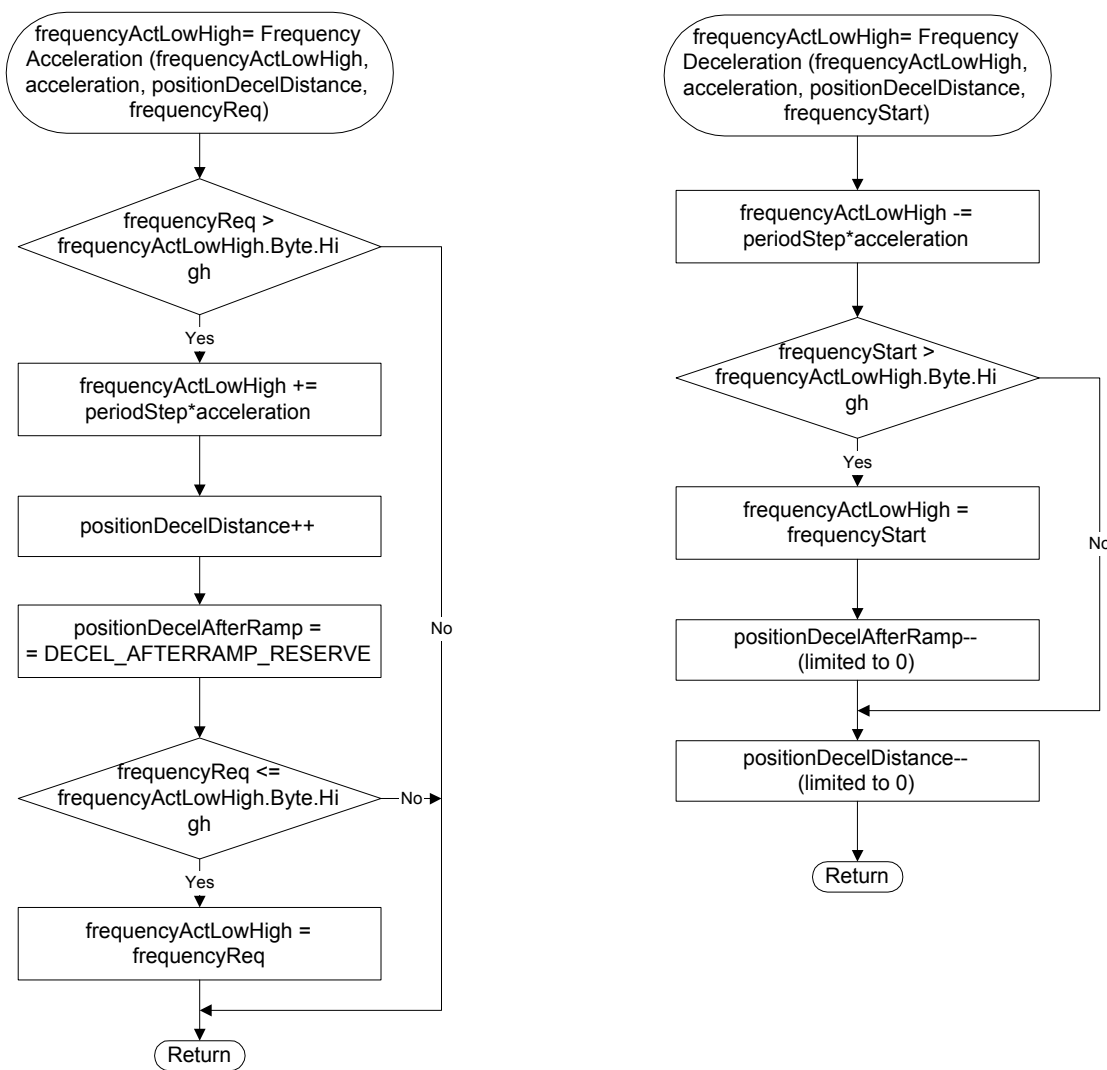 frequencyActLowHigh= Frequency
Acceleration (frequencyActLowHigh,
acceleration, positionDecelDistance,
frequencyReq)
frequencyReq >
frequencyActLowHigh.Byte.Hi
gh
Yes
frequencyActLowHigh +=
periodStep*acceleration
positionDecelDistance++
positionDecelAfterRamp =
= DECEL_AFTERRAMP_RESERVE
No
frequencyReq <=
frequencyActLowHigh.Byte.Hi
gh
No
Yes
frequencyActLowHigh =
frequencyReq
Return
frequencyActLowHigh= Frequency
Deceleration (frequencyActLowHigh,
acceleration, positionDecelDistance,
frequencyStart)
frequencyActLowHigh -=
periodStep*acceleration
frequencyStart >
frequencyActLowHigh.Byte.Hi
gh
Yes
frequencyActLowHigh =
frequencyStart
No
positionDecelAfterRamp--
(limited to 0)
positionDecelDistance--
(limited to 0)
Return